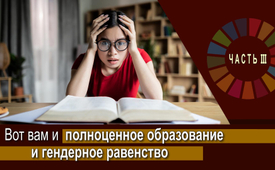 ЧАСТЬ III
Вот вам и полноценное образование
и гендерное равенство